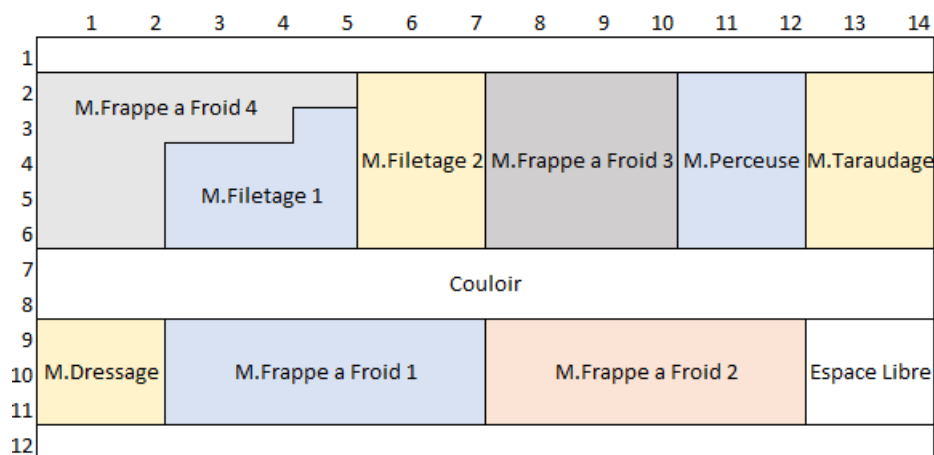 1 2 3 4 5 6 7 8 9 10 11 12 13 14
1
2
M.Frappe a Froid 4
3
M.Filetage 2 M.Frappe a Froid 3 M.Perceuse M.Taraudage
4
M.Filetage 1
5
6
7
Couloir
8
9
10 M.Dressage M.Frappe a Froid 1 M.Frappe a Froid 2 Espace Libre
11
12